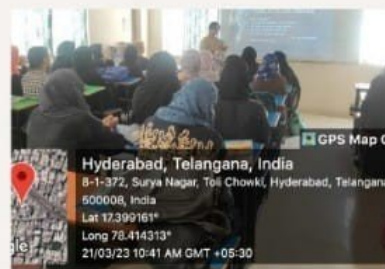 GPS Map C
Hyderabad, Telangana, India
8-1-372, Surya Nagar, Toli Chowki, Hyderabad, Telangana
500008, India
Lat 17.399161°
Long 78.414313°
21/03/23 10:41 AM GMT +05:30
gle